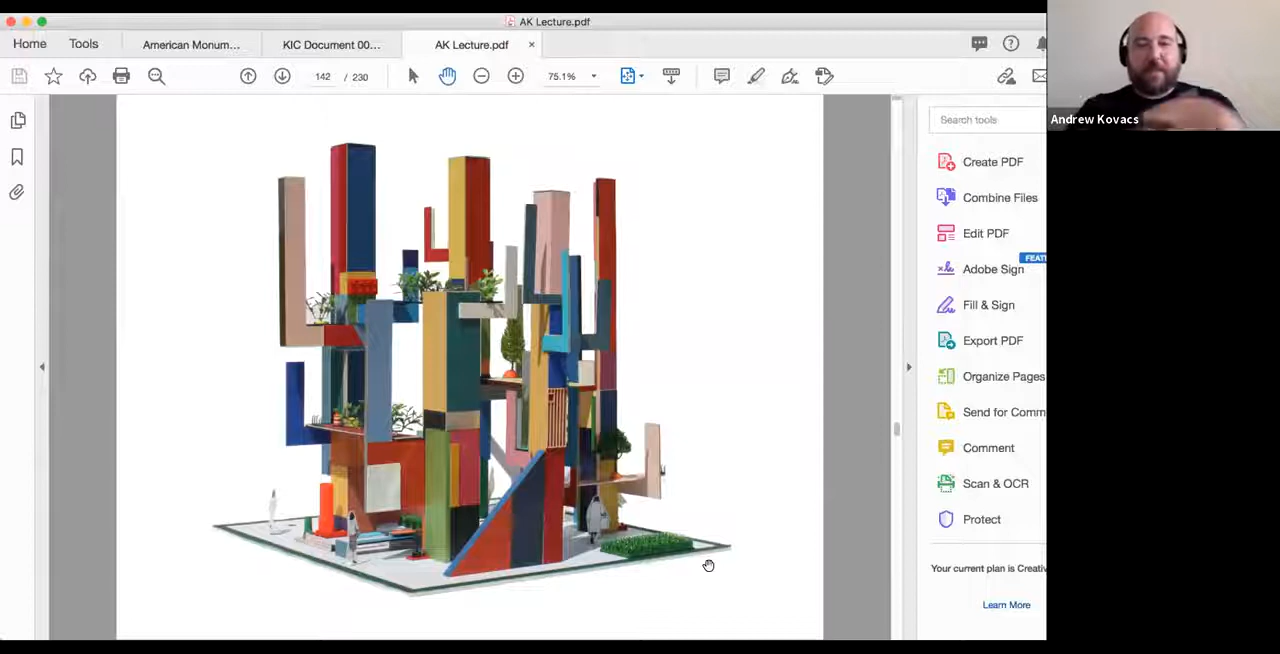 AK Lecture.pdf
Home
Tools
American Monum...
KIC Document 00...
AK Lecture.pdf
×
142 / 230
75.1%
Andrew Kovacs
Search tools
Create PDF
Combine Files
Edit PDF
FEAT
Adobe Sign
Fill & Sign
Export PDF
Organize Pages
Send for Comm
Comment
Scan & OCR
Protect
Your current plan is Creativ
Learn More